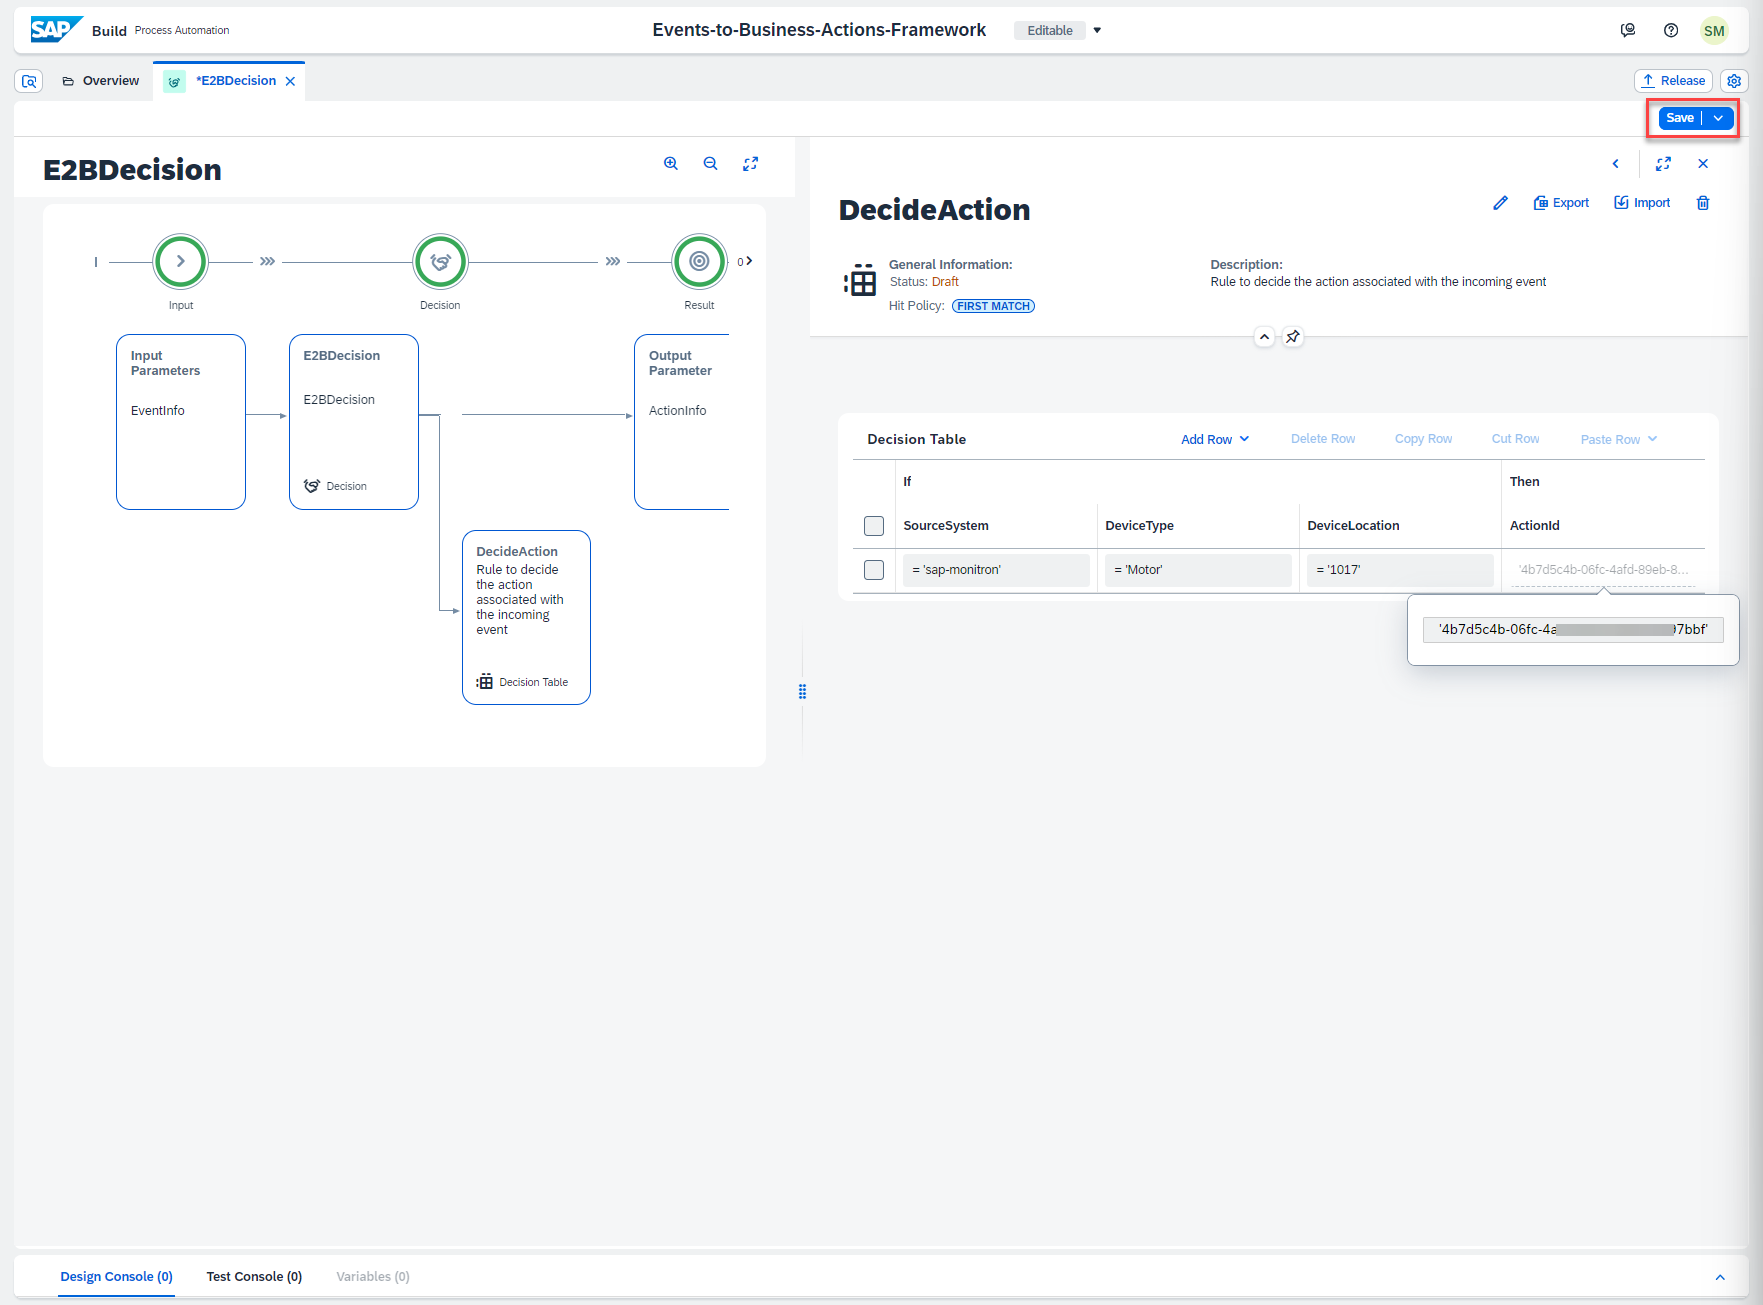 SAP Build Process Automation
Events-to-Business-Actions-Framework
Editable
SM
Overview
*E2BDecision
Release
Save
E2BDecision
I
0
Input
Decision
Result
Input
Parameters
EventInfo
E2BDecision
E2BDecision
Decision
Output
Parameter
ActionInfo
DecideAction
Rule to decide
the action
associated with
the incoming
event
Decision Table
DecideAction
Export
Import
General Information:
Status: Draft
Hit Policy: FIRST MATCH
Description:
Rule to decide the action associated with the incoming event
Decision Table
Add Row
Delete Row
Copy Row
Cut Row
Paste Row
If
Then
SourceSystem
DeviceType
DeviceLocation
ActionId
= 'sap-monitron'
= 'Motor'
= '1017'
'4b7d5c4b-06fc-4afd-89eb-8...
'4b7d5c4b-06fc-4a 97bbf'
Design Console (0)
Test Console (0)
Variables (0)